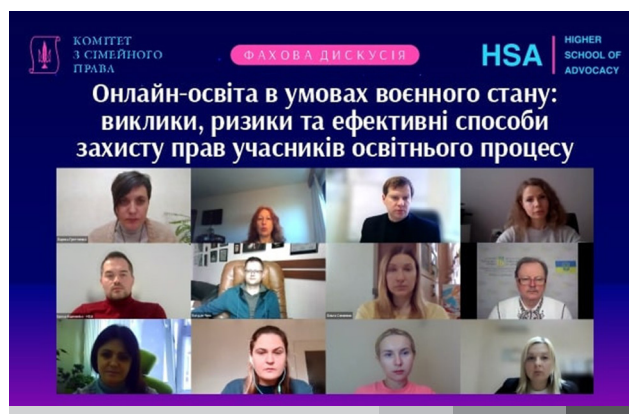 КОМІТЕТ
З СІМЕЙНОГО
ПРАВА
ФАХОВА ДИСКУСІЯ
HSA
HIGHER
SCHOOL OF
ADVOCACY
Онлайн-освіта в умовах воєнного стану:
виклики, ризики та ефективні способи
захисту прав учасників освітнього процесу